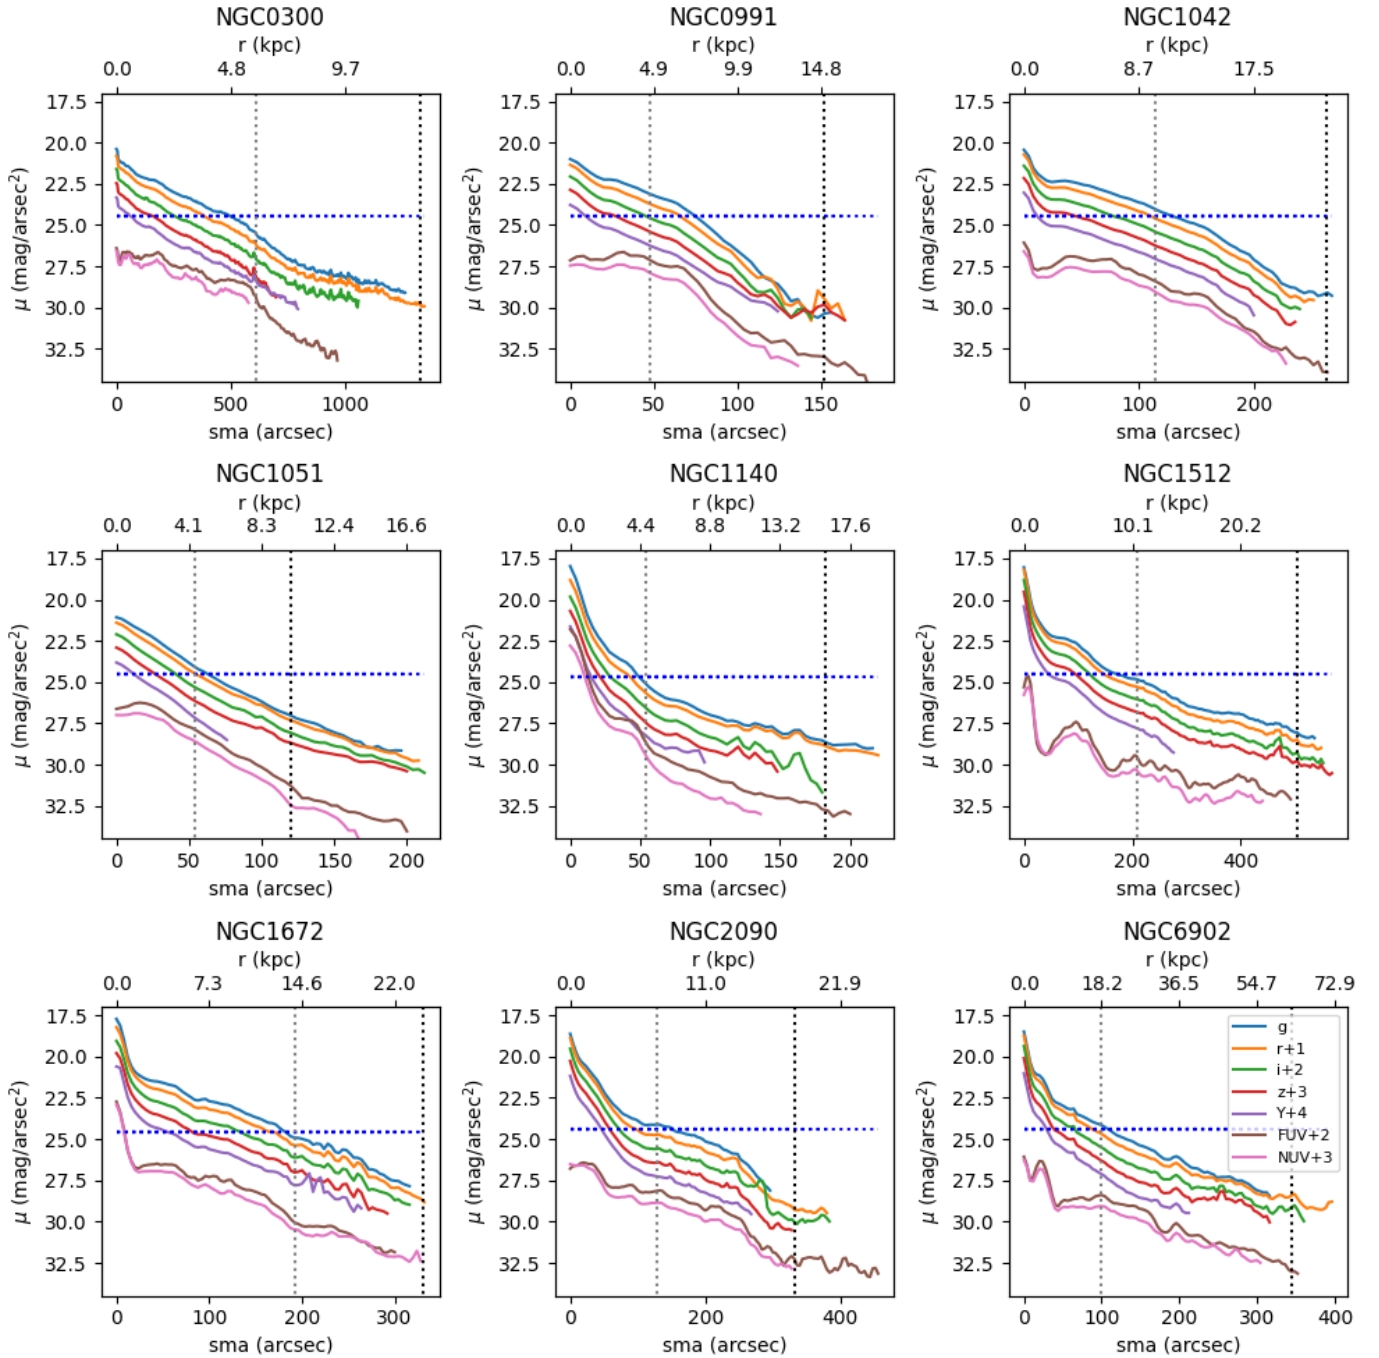 NGC0300 NGC0991 NGC1042
r (kpc) r (kpc) r (kpc)
0.0 4.8 9.7 0.0 4.9 9.9 14.8 0.0 8.7 17.5
17.5 17.5 17.5
20.0 20.0 20.0
22.5 22.5 22.5
25.0 25.0 25.0
27.5 27.5 27.5
30.0 30.0 30.0
32.5 32.5 32.5
μ (mag/arsec²) μ (mag/arsec²) μ (mag/arsec²)
0 500 1000 0 50 100 150 0 100 200
sma (arcsec) sma (arcsec) sma (arcsec)
NGC1051 NGC1140 NGC1512
r (kpc) r (kpc) r (kpc)
0.0 4.1 8.3 12.4 16.6 0.0 4.4 8.8 13.2 17.6 0.0 10.1 20.2
17.5 17.5 17.5
20.0 20.0 20.0
22.5 22.5 22.5
25.0 25.0 25.0
27.5 27.5 27.5
30.0 30.0 30.0
32.5 32.5 32.5
μ (mag/arsec²) μ (mag/arsec²) μ (mag/arsec²)
0 50 100 150 200 0 50 100 150 200 0 200 400
sma (arcsec) sma (arcsec) sma (arcsec)
NGC1672 NGC2090 NGC6902
r (kpc) r (kpc) r (kpc)
0.0 7.3 14.6 22.0 0.0 11.0 21.9 0.0 18.2 36.5 54.7 72.9
17.5 17.5 17.5
20.0 20.0 20.0
22.5 22.5 22.5
25.0 25.0 25.0
27.5 27.5 27.5
30.0 30.0 30.0
32.5 32.5 32.5
μ (mag/arsec²) μ (mag/arsec²) μ (mag/arsec²)
g
r+1
i+2
z+3
Y+4
FUV+2
NUV+3
0 100 200 300 0 200 400 0 100 200 300 400
sma (arcsec) sma (arcsec) sma (arcsec)